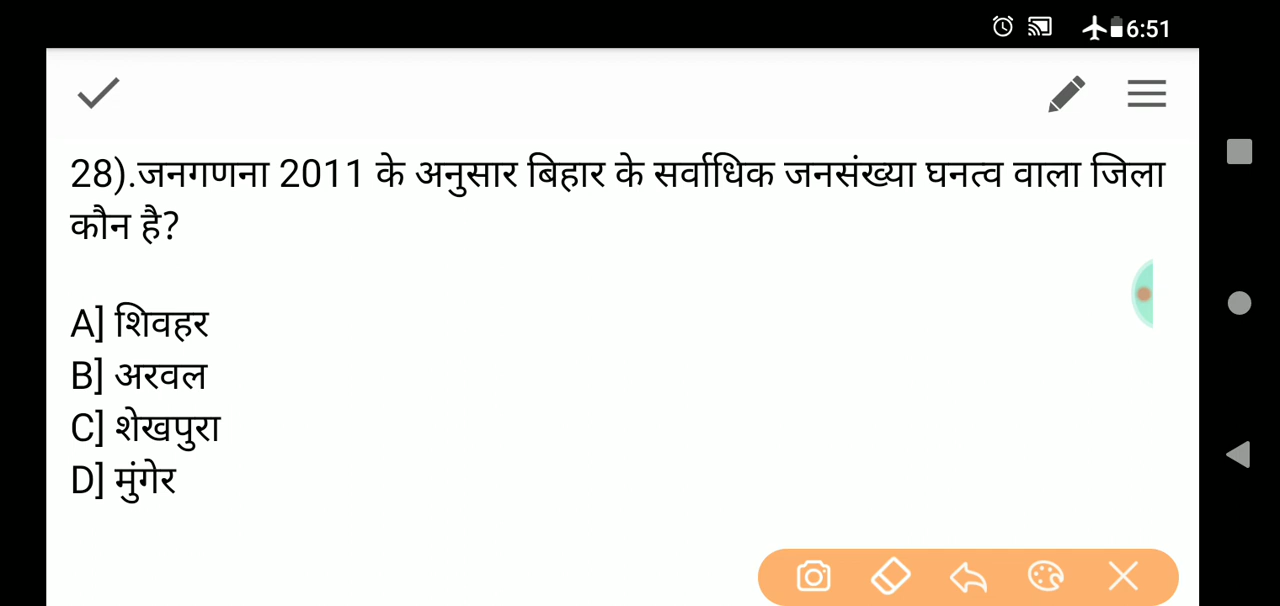 6:51
28).जनगणना 2011 के अनुसार बिहार के सर्वाधिक जनसंख्या घनत्व वाला जिला
कौन है?
A] शिवहर
B] अरवल
C] शेखपुरा
D] मुंगेर